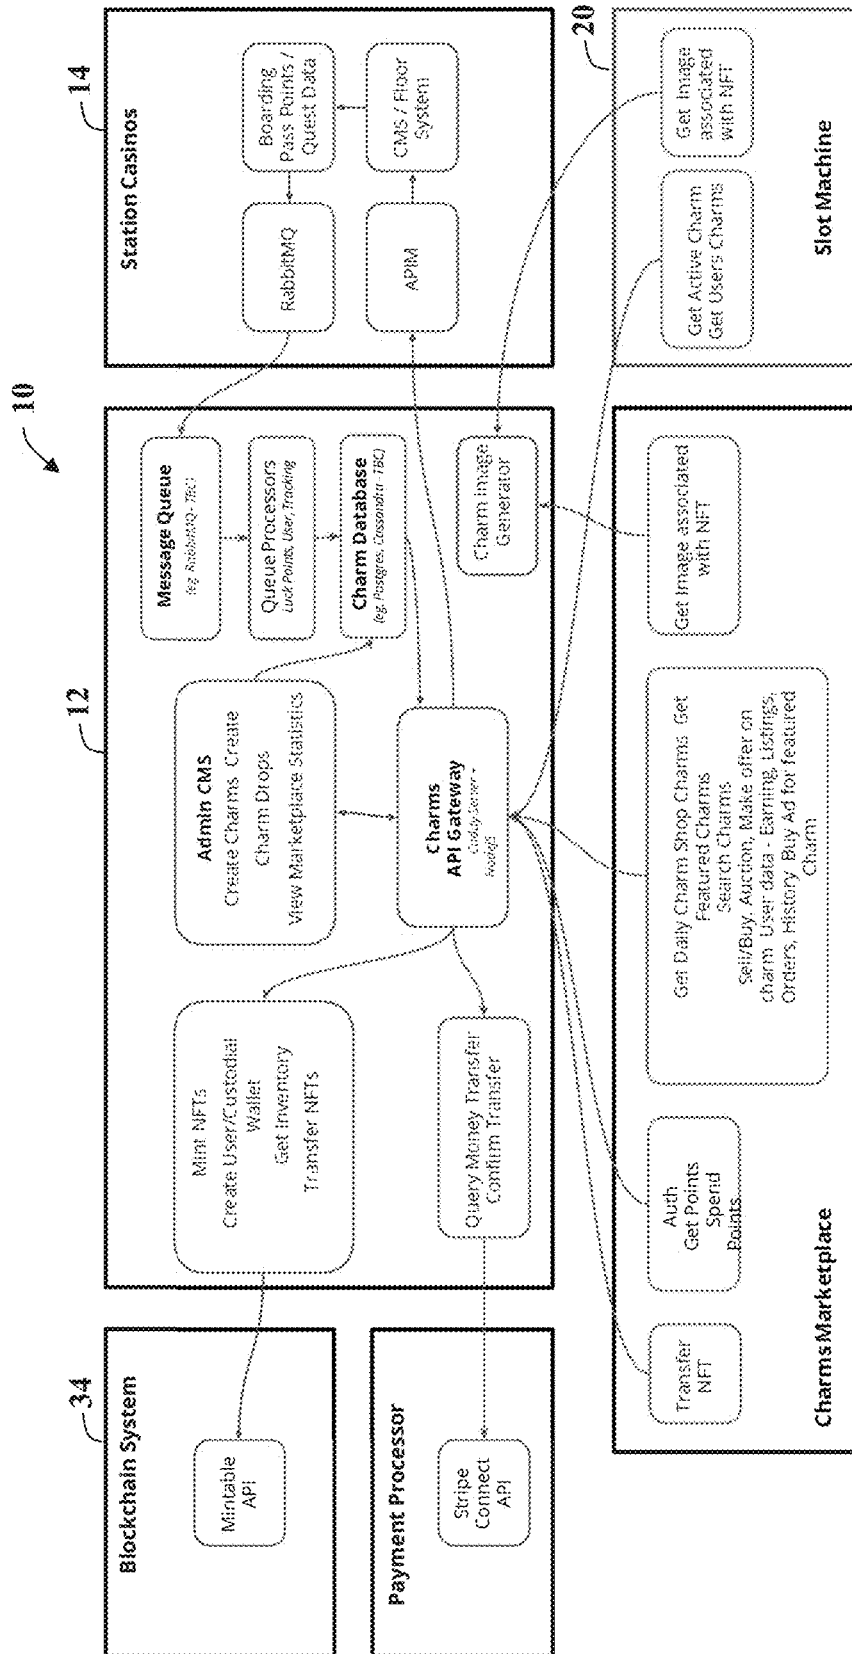 10
Blockchain System
34
Mintable
API
Payment Processor
Stripe
Connect
API
12
Mint NFTs
Create User/Custodial
Wallet
Get Inventory
Transfer NFTs
Query Money Transfer
Confirm Transfer
Admin CMS
Create Charms Create
Charm Drops
View Marketplace Statistics
Charms
API Gateway
Message Queue
(eg. RabbitMQ - TBC)
Queue Processors
Luck Points, User, Tracking
Charm Database
(eg. Postgres, Cassandra - TBC)
Charm Image
Generator
14
Station Casinos
RabbitMQ
Boarding
Pass Points /
Quest Data
APIM
CMS / Floor
System
Charms Marketplace
Transfer
NFT
Auth
Get Points
Spend
Points
Get Daily Charm Shop Charms Get
Featured Charms
Search Charms
Sell/Buy, Auction, Make offer on
charm User data - Earning, Listings,
Orders, History Buy Ad for featured
Charm
Get Image associated
with NFT
20
Slot Machine
Get Active Charm
Get Users Charms
Get Image
associated
with NFT